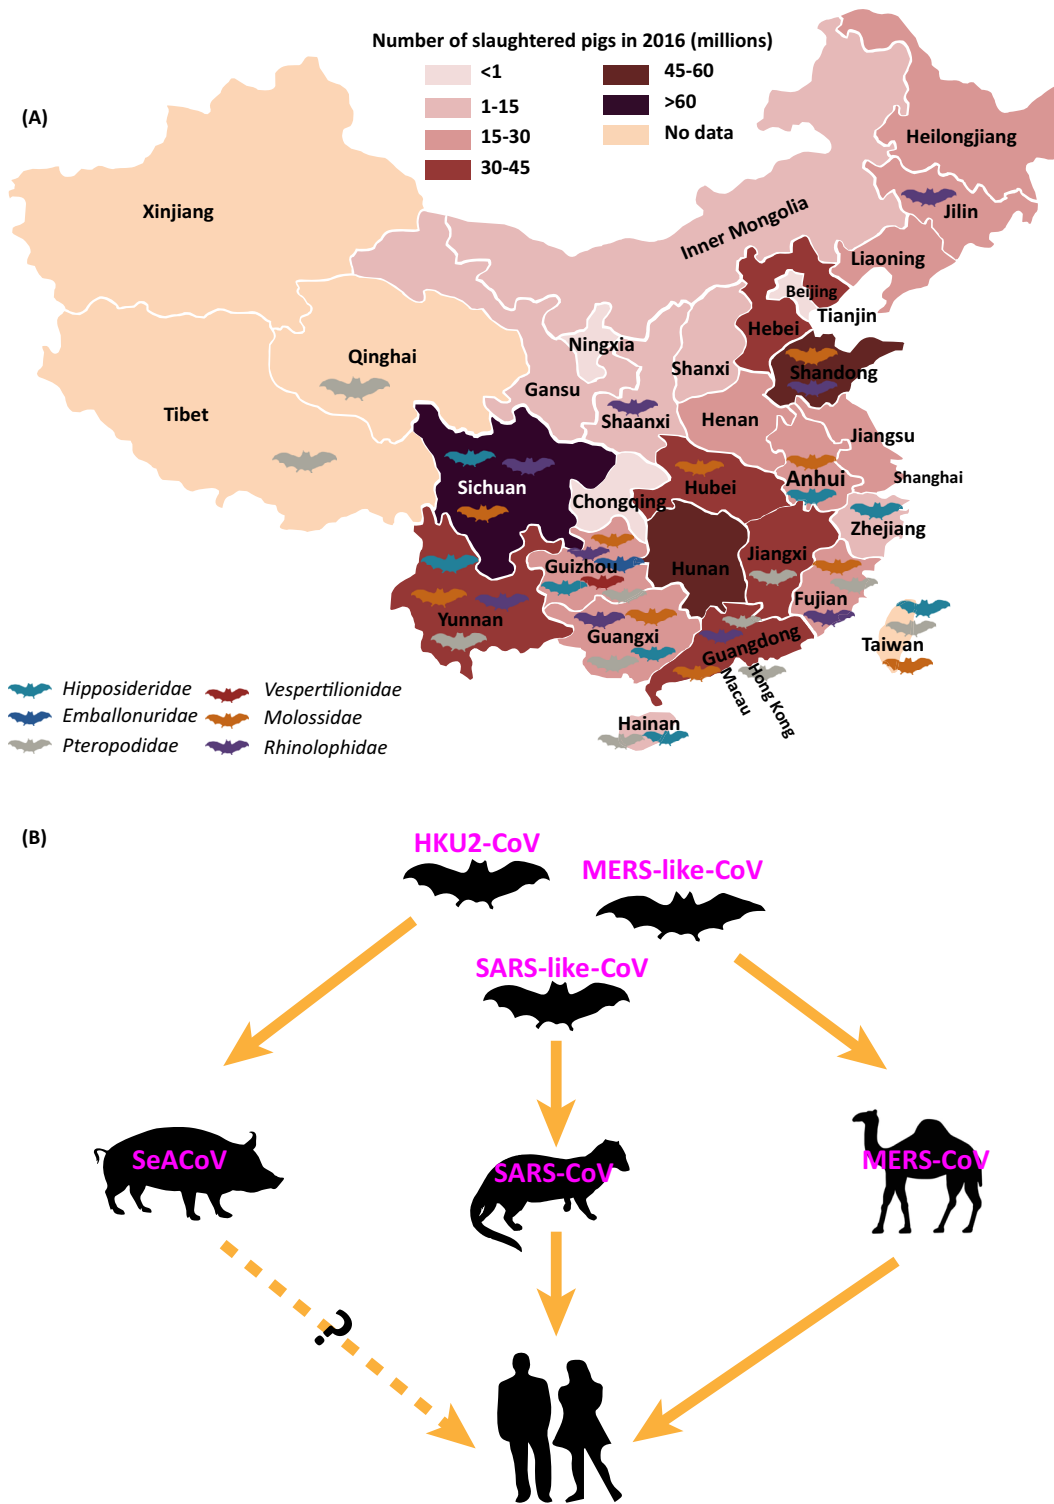 Number of slaughtered pigs in 2016 (millions)
<1
45-60
1-15
>60
15-30
No data
30-45
(A)
Heilongjiang
Xinjiang
Jilin
Inner Mongolia
Liaoning
Beijing
Tianjin
Hebei
Ningxia
Qinghai
Shanxi
Shandong
Gansu
Tibet
Shaanxi
Henan
Jiangsu
Shanghai
Anhui
Sichuan
Hubei
Chongqing
Zhejiang
Jiangxi
Guizhou
Hunan
Fujian
Yunnan
Guangxi
Guangdong
Taiwan
Macau
Hong Kong
Hainan
Hipposideridae
Vespertilionidae
Emballonuridae
Molossidae
Pteropodidae
Rhinolophidae
(B)
HKU2-CoV
MERS-like-CoV
SARS-like-CoV
SeACoV
SARS-CoV
MERS-CoV
?